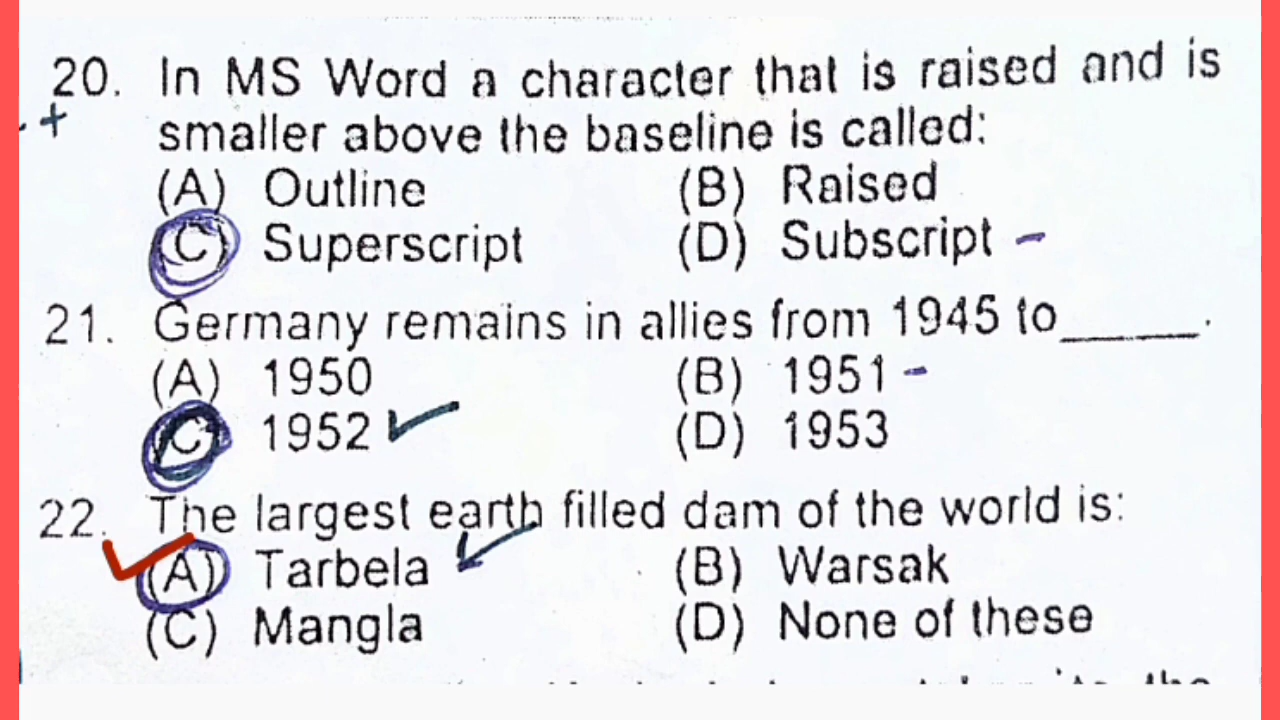 20. In MS Word a character that is raised and is
smaller above the baseline is called:
(A) Outline (B) Raised
(C) Superscript (D) Subscript
21. Germany remains in allies from 1945 to ______.
(A) 1950 (B) 1951
(C) 1952 (D) 1953
22. The largest earth filled dam of the world is:
(A) Tarbela (B) Warsak
(C) Mangla (D) None of these